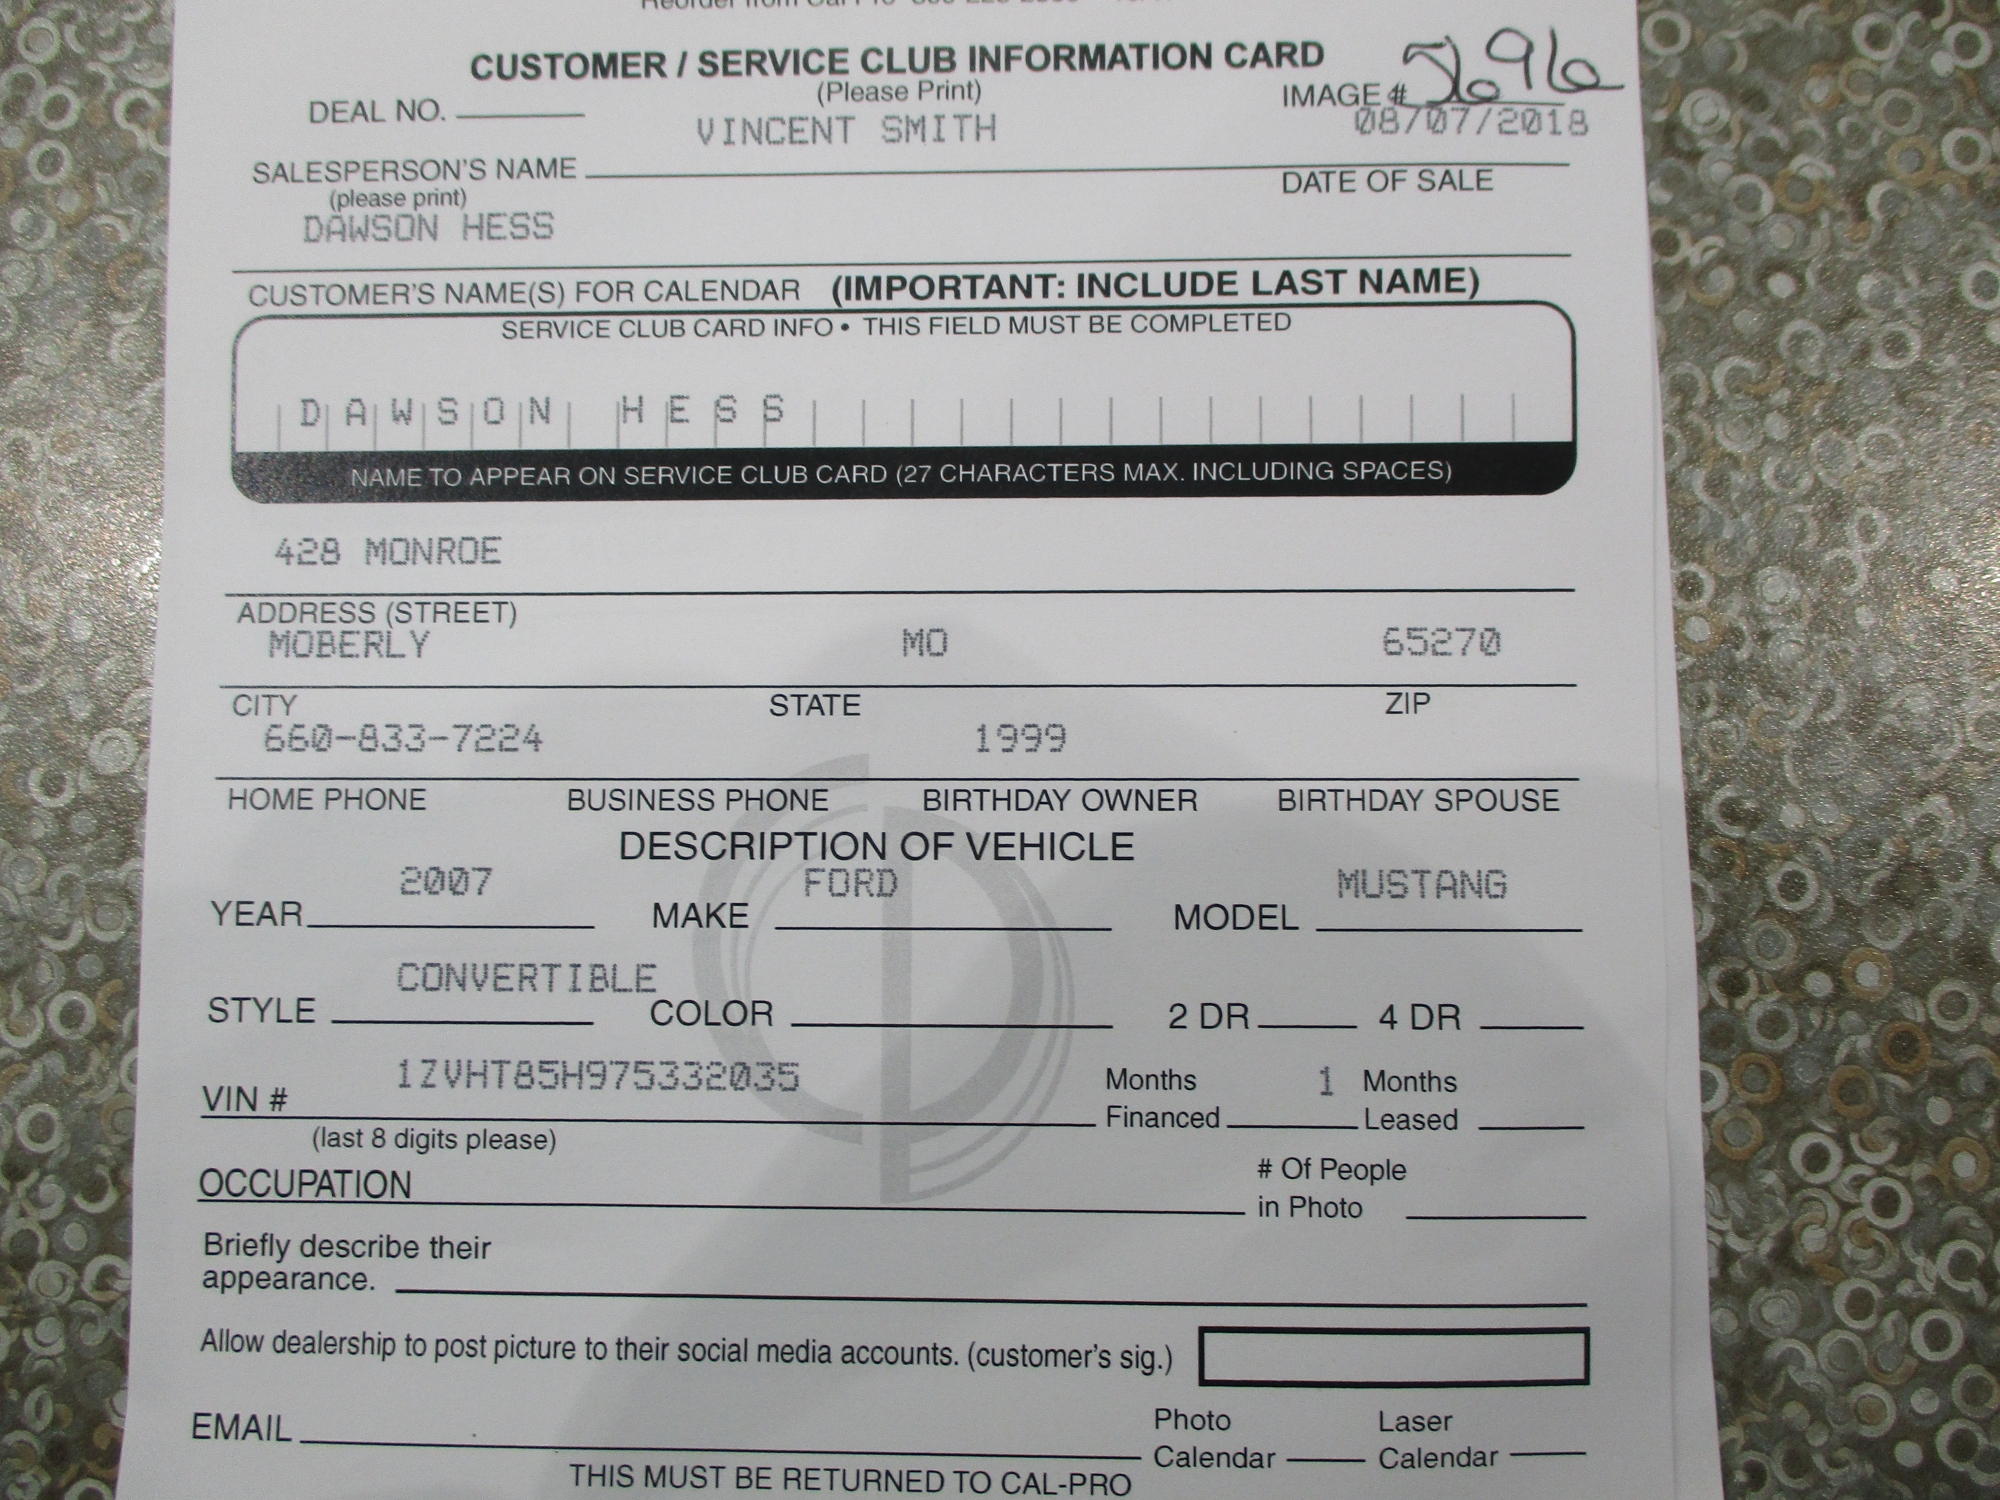 CUSTOMER / SERVICE CLUB INFORMATION CARD
(Please Print)
DEAL NO. IMAGE # 5696
VINCENT SMITH 08/07/2018
SALESPERSON'S NAME DATE OF SALE
(please print)
DAWSON HESS
CUSTOMER'S NAME(S) FOR CALENDAR (IMPORTANT: INCLUDE LAST NAME)
SERVICE CLUB CARD INFO • THIS FIELD MUST BE COMPLETED
DAWSON HESS
NAME TO APPEAR ON SERVICE CLUB CARD (27 CHARACTERS MAX. INCLUDING SPACES)
428 MONROE
ADDRESS (STREET)
MOBERLY MO 65270
CITY STATE ZIP
660-833-7224 1999
HOME PHONE BUSINESS PHONE BIRTHDAY OWNER BIRTHDAY SPOUSE
DESCRIPTION OF VEHICLE
2007 FORD MUSTANG
YEAR MAKE MODEL
CONVERTIBLE
STYLE COLOR 2 DR 4 DR
1ZVHT85H975332035 Months 1 Months
VIN # Financed Leased
(last 8 digits please)
OCCUPATION # Of People
in Photo
Briefly describe their
appearance.
Allow dealership to post picture to their social media accounts. (customer's sig.)
EMAIL Photo Laser
Calendar Calendar
THIS MUST BE RETURNED TO CAL-PRO